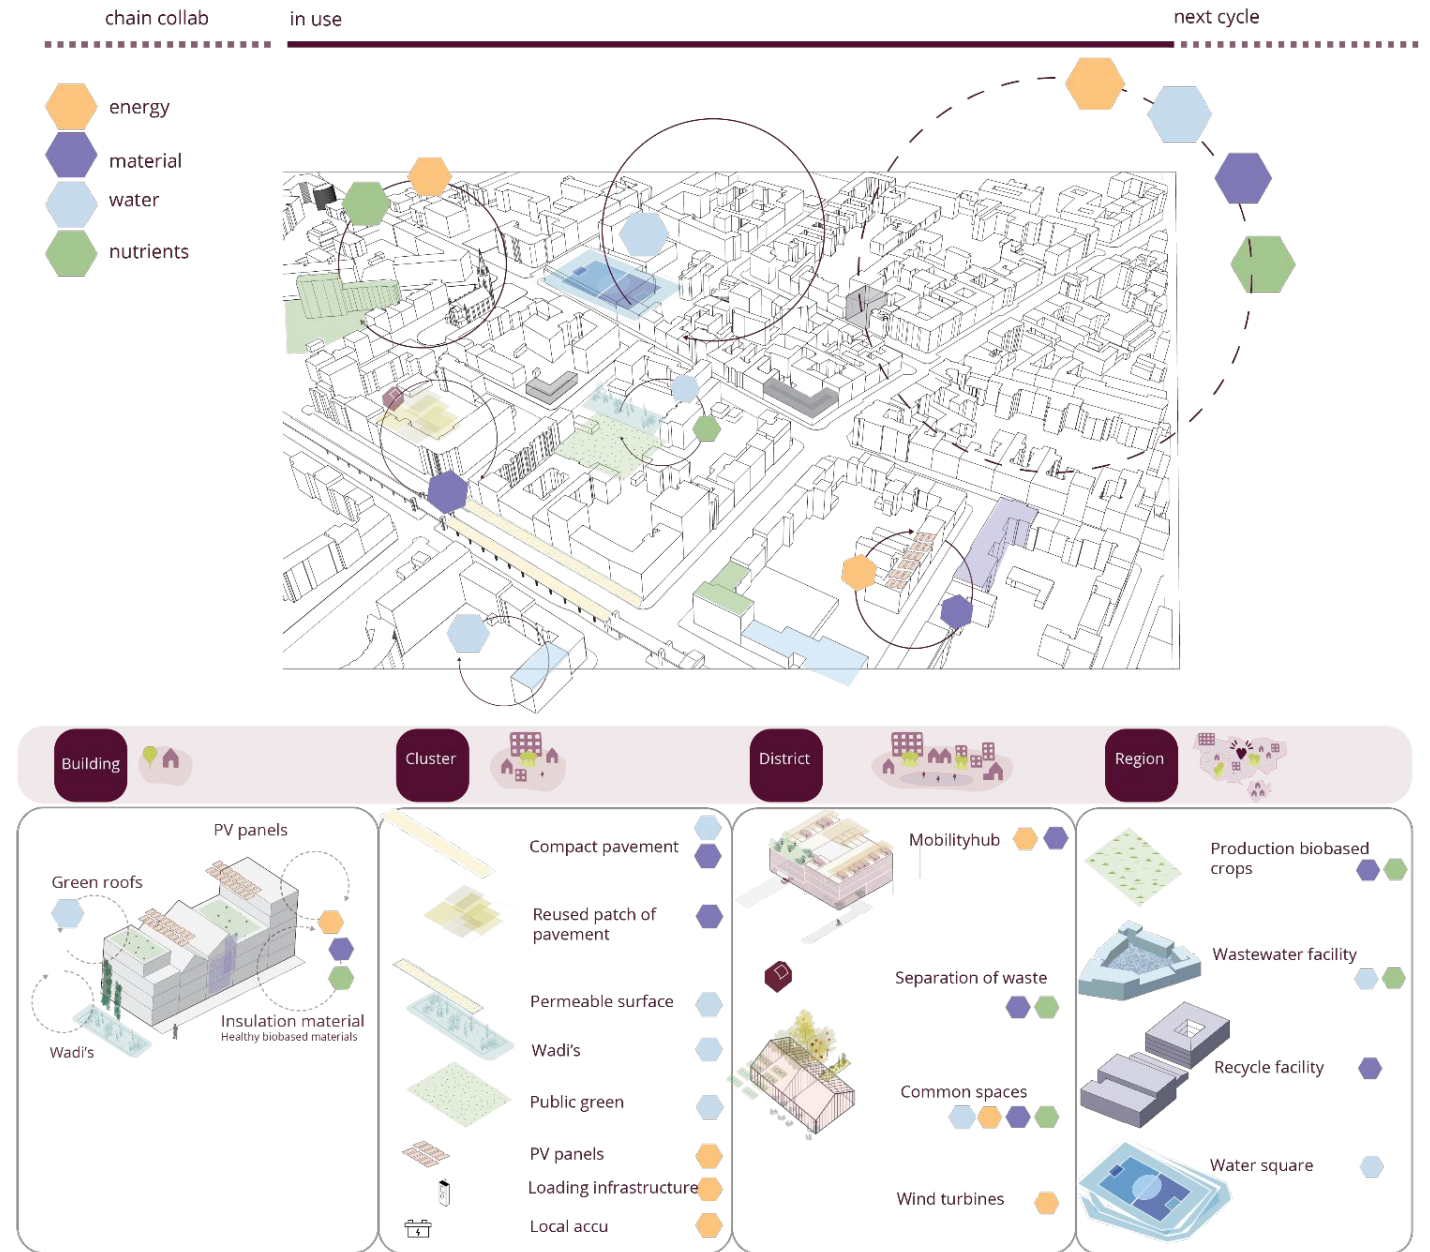 chain collab
in use
next cycle
energy
material
water
nutrients
Building
Cluster
District
Region
PV panels
Green roofs
Insulation material
Healthy biobased materials
Wadi's
Compact pavement
Reused patch of
pavement
Permeable surface
Wadi's
Public green
PV panels
Loading infrastructure
Local accu
Mobilityhub
Separation of waste
Common spaces
Wind turbines
Production biobased
crops
Wastewater facility
Recycle facility
Water square